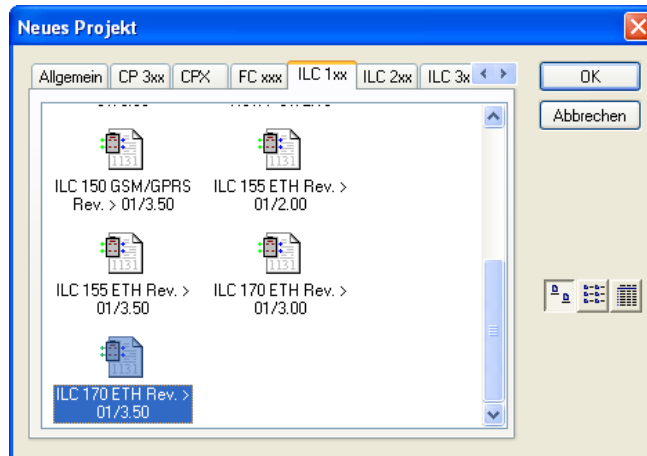 Neues Projekt
Allgemein CP 3xx CPX FC xxx ILC 1xx ILC 2xx ILC 3x
OK
Abbrechen
ILC 150 GSM/GPRS
Rev. > 01/3.50
ILC 155 ETH Rev. >
01/2.00
ILC 155 ETH Rev. >
01/3.50
ILC 170 ETH Rev. >
01/3.00
ILC 170 ETH Rev. >
01/3.50